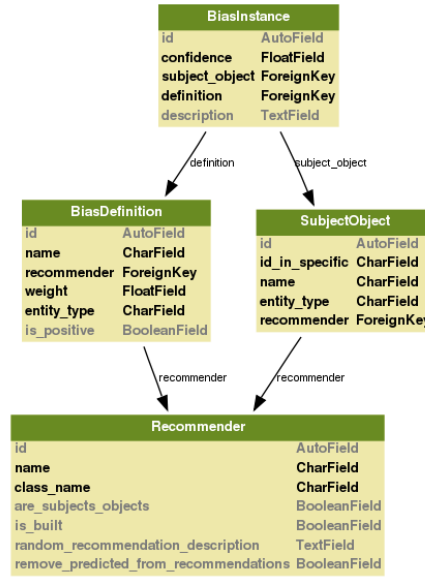 BiasInstance
id AutoField
confidence FloatField
subject_object ForeignKey
definition ForeignKey
description TextField
definition
subject_object
BiasDefinition
id AutoField
name CharField
recommender ForeignKey
weight FloatField
entity_type CharField
is_positive BooleanField
SubjectObject
id AutoField
id_in_specific CharField
name CharField
entity_type CharField
recommender ForeignKey
recommender
recommender
Recommender
id AutoField
name CharField
class_name CharField
are_subjects_objects BooleanField
is_built BooleanField
random_recommendation_description TextField
remove_predicted_from_recommendations BooleanField